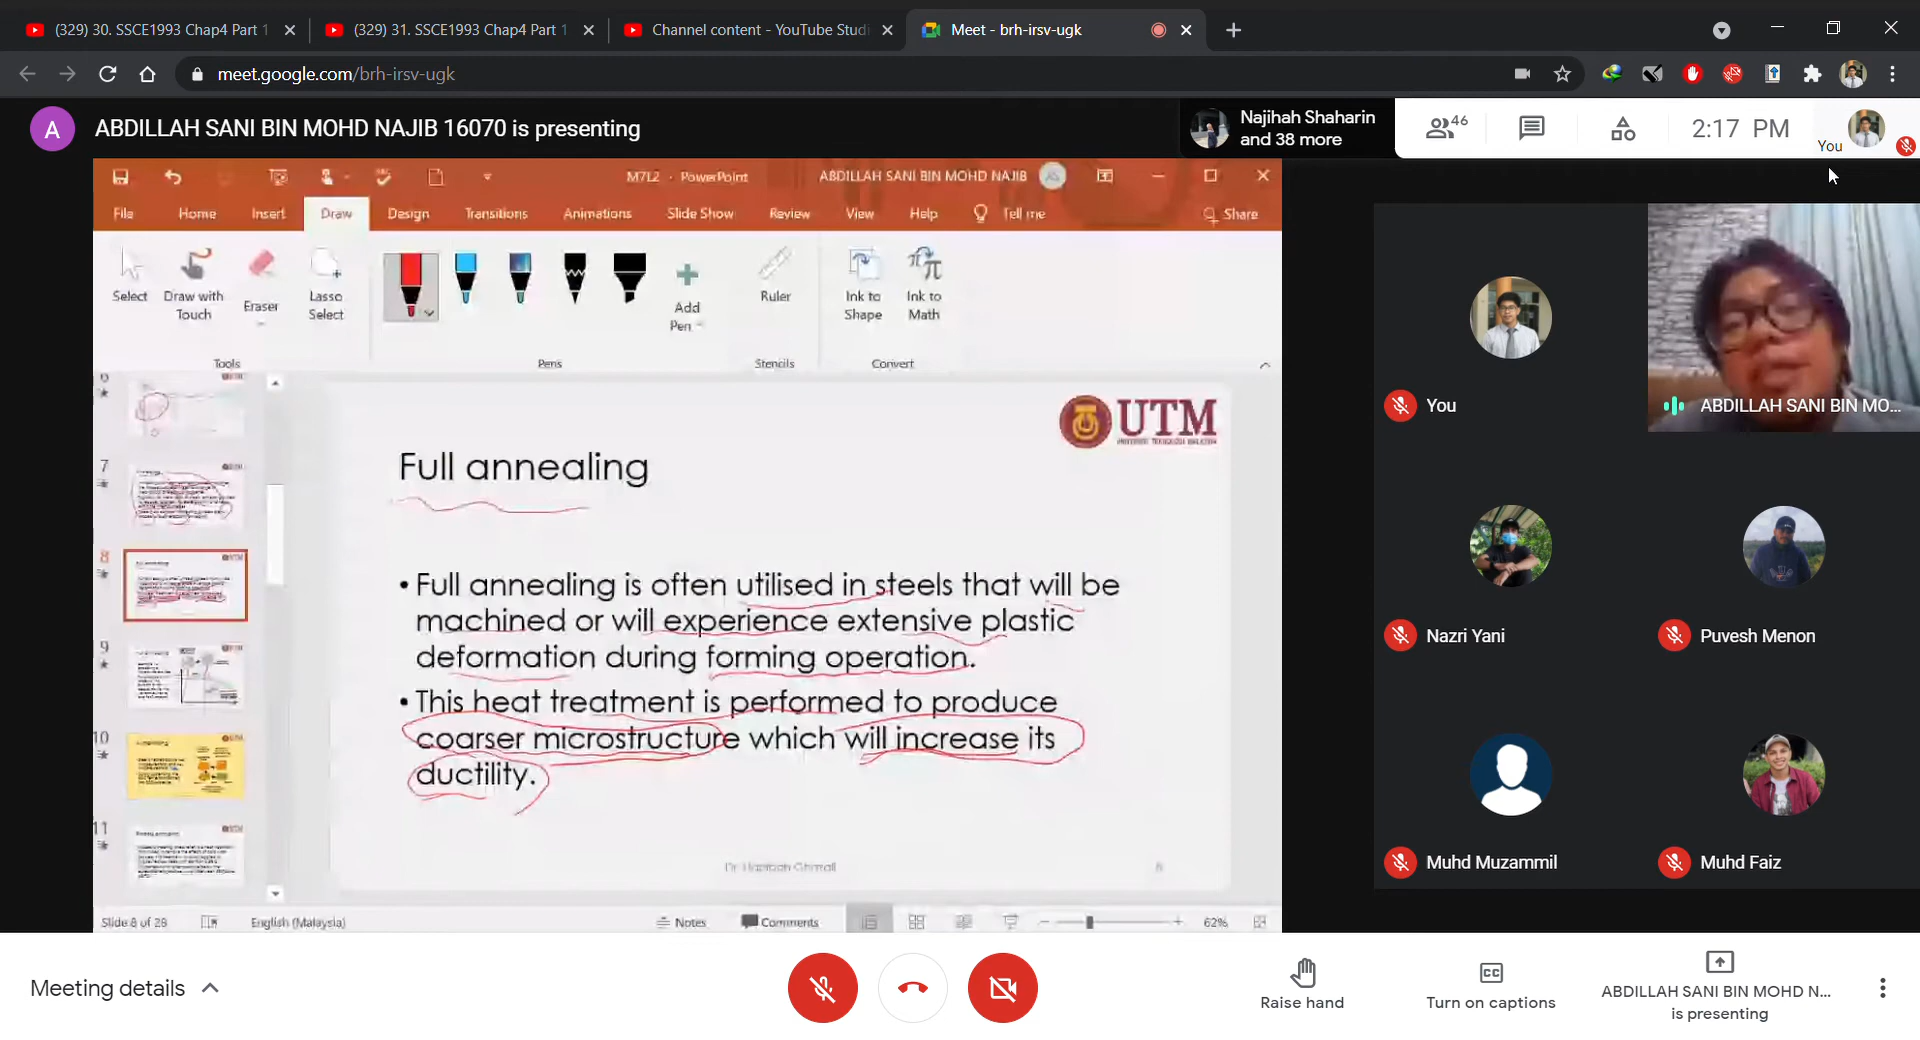 (329) 30. SSCE1993 Chap4 Part 1
(329) 31. SSCE1993 Chap4 Part 1
Channel content - YouTube Studi
Meet - brh-irsv-ugk
meet.google.com/brh-irsv-ugk
A
ABDILLAH SANI BIN MOHD NAJIB 16070 is presenting
Najihah Shaharin
and 38 more
46
2:17 PM
You
M7L2 - PowerPoint
ABDILLAH SANI BIN MOHD NAJIB
File
Home
Insert
Draw
Design
Transitions
Animations
Slide Show
Review
View
Help
Tell me
Share
Select
Draw with
Touch
Eraser
Lasso
Select
Add
Pen
Ruler
Ink to
Shape
Ink to
Math
Tools
Pens
Stencils
Convert
6
7
8
9
10
11
UTM
Full annealing
• Full annealing is often utilised in steels that will be
machined or will experience extensive plastic
deformation during forming operation.
• This heat treatment is performed to produce
coarser microstructure which will increase its
ductility.
8
Slide 8 of 28
English (Malaysia)
Notes
Comments
62%
You
ABDILLAH SANI BIN MO...
Nazri Yani
Puvesh Menon
Muhd Muzammil
Muhd Faiz
Meeting details
Raise hand
CC
Turn on captions
ABDILLAH SANI BIN MOHD N...
is presenting